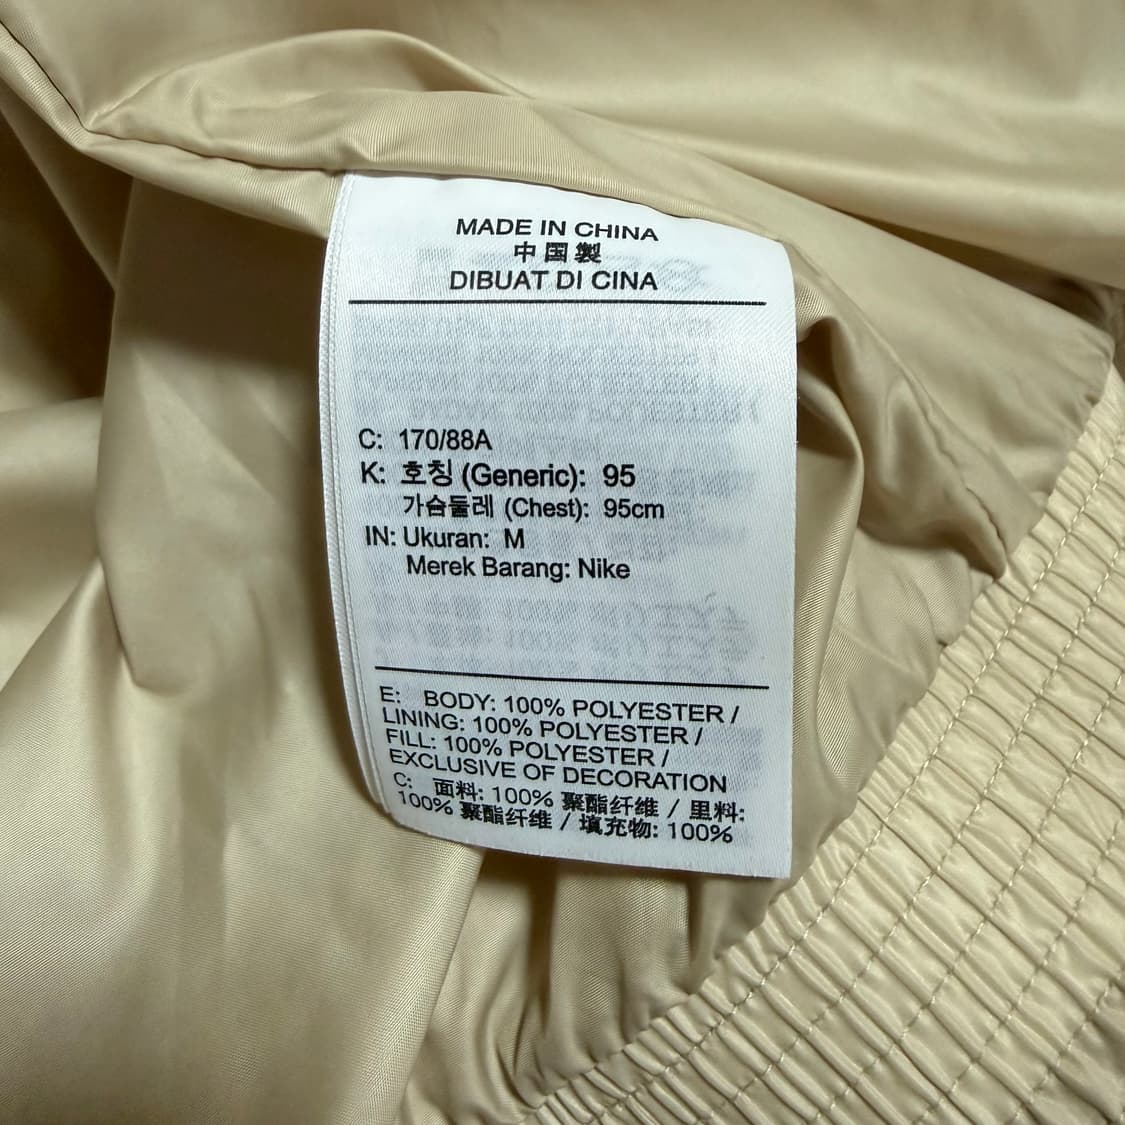 MADE IN CHINA
中国製
DIBUAT DI CINA
C: 170/88A
K: 호칭 (Generic): 95
가슴둘레 (Chest): 95cm
IN: Ukuran: M
Merek Barang: Nike
E: BODY: 100% POLYESTER /
LINING: 100% POLYESTER /
FILL: 100% POLYESTER /
EXCLUSIVE OF DECORATION
C: 面料: 100% 聚酯纤维 / 里料:
100% 聚酯纤维 / 填充物: 100%